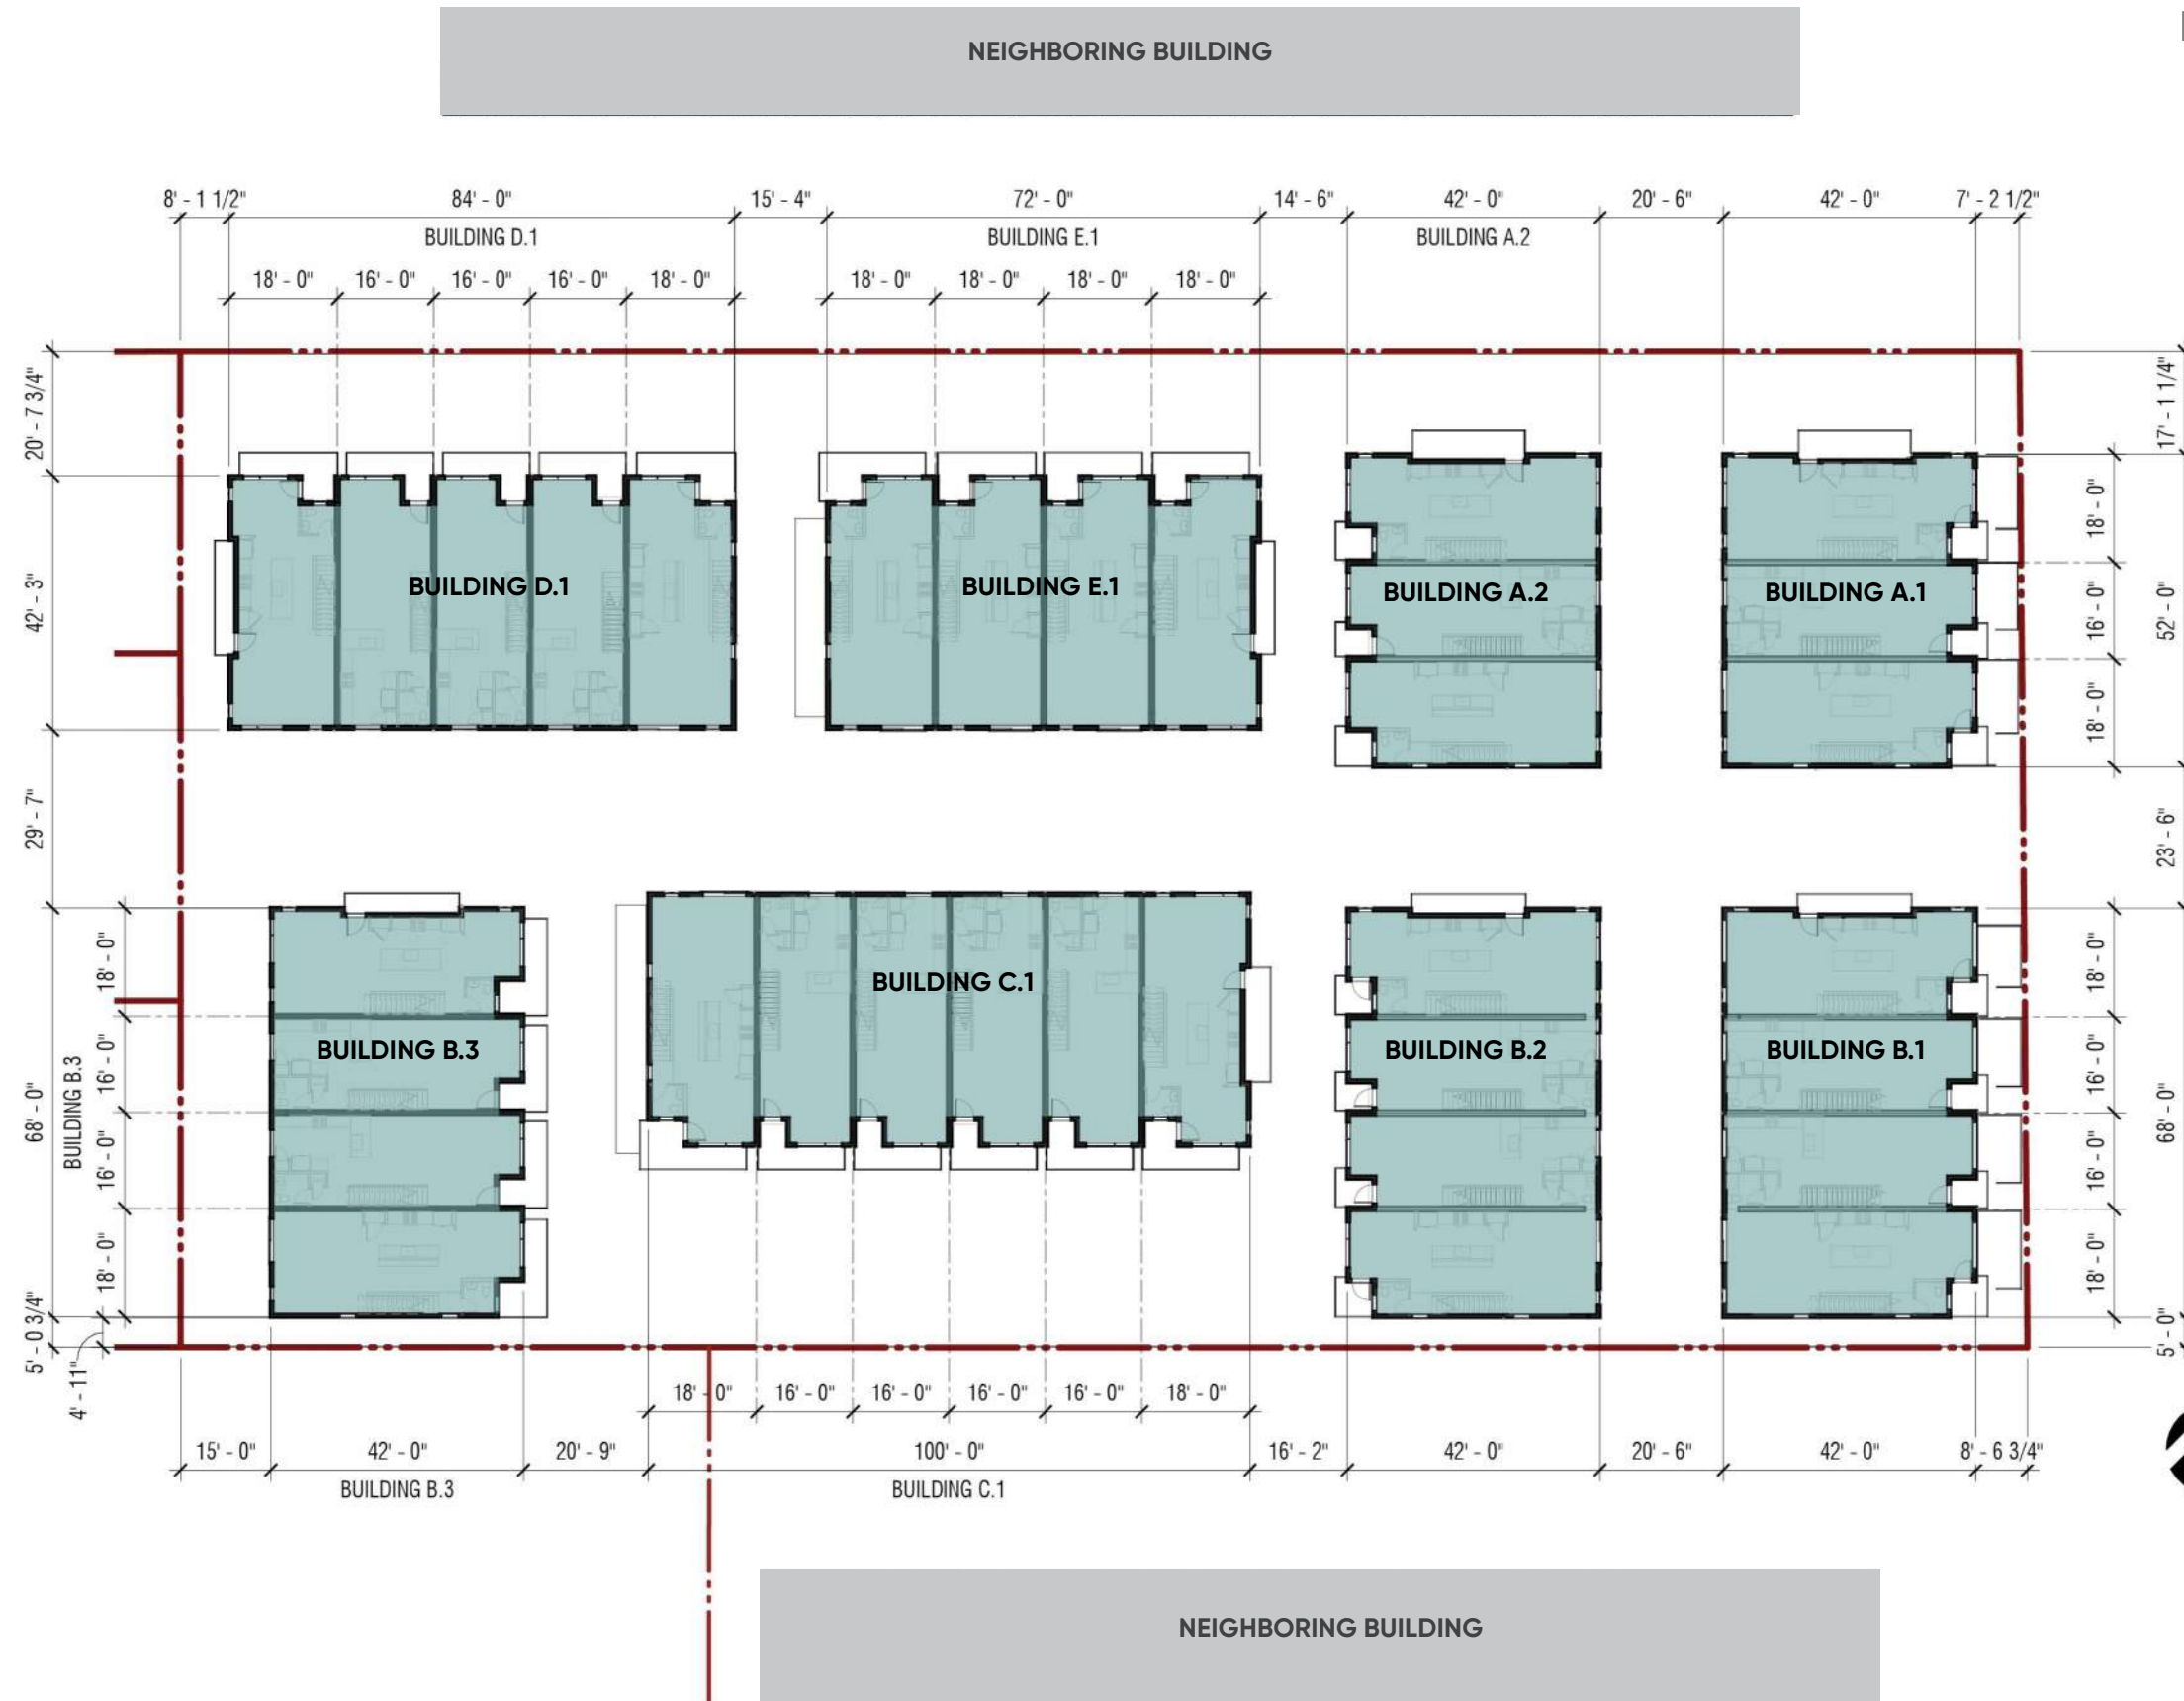 NEIGHBORING BUILDING
8' - 1 1/2"
84' - 0"
15' - 4"
72' - 0"
14' - 6"
42' - 0"
20' - 6"
42' - 0"
7' - 2 1/2"
BUILDING D.1
BUILDING E.1
BUILDING A.2
18' - 0"
16' - 0"
16' - 0"
16' - 0"
18' - 0"
18' - 0"
18' - 0"
18' - 0"
18' - 0"
20' - 7 3/4"
42' - 3"
29' - 7"
68' - 0"
5' - 0 3/4"
4' - 11"
BUILDING B.3
18' - 0"
16' - 0"
16' - 0"
18' - 0"
BUILDING D.1
BUILDING E.1
BUILDING A.2
BUILDING A.1
17' - 1 1/4"
18' - 0"
16' - 0"
18' - 0"
52' - 0"
23' - 6"
BUILDING B.3
BUILDING C.1
BUILDING B.2
BUILDING B.1
18' - 0"
16' - 0"
16' - 0"
18' - 0"
68' - 0"
5' - 0"
18' - 0"
16' - 0"
16' - 0"
16' - 0"
16' - 0"
18' - 0"
15' - 0"
42' - 0"
20' - 9"
100' - 0"
16' - 2"
42' - 0"
20' - 6"
42' - 0"
8' - 6 3/4"
BUILDING B.3
BUILDING C.1
NEIGHBORING BUILDING